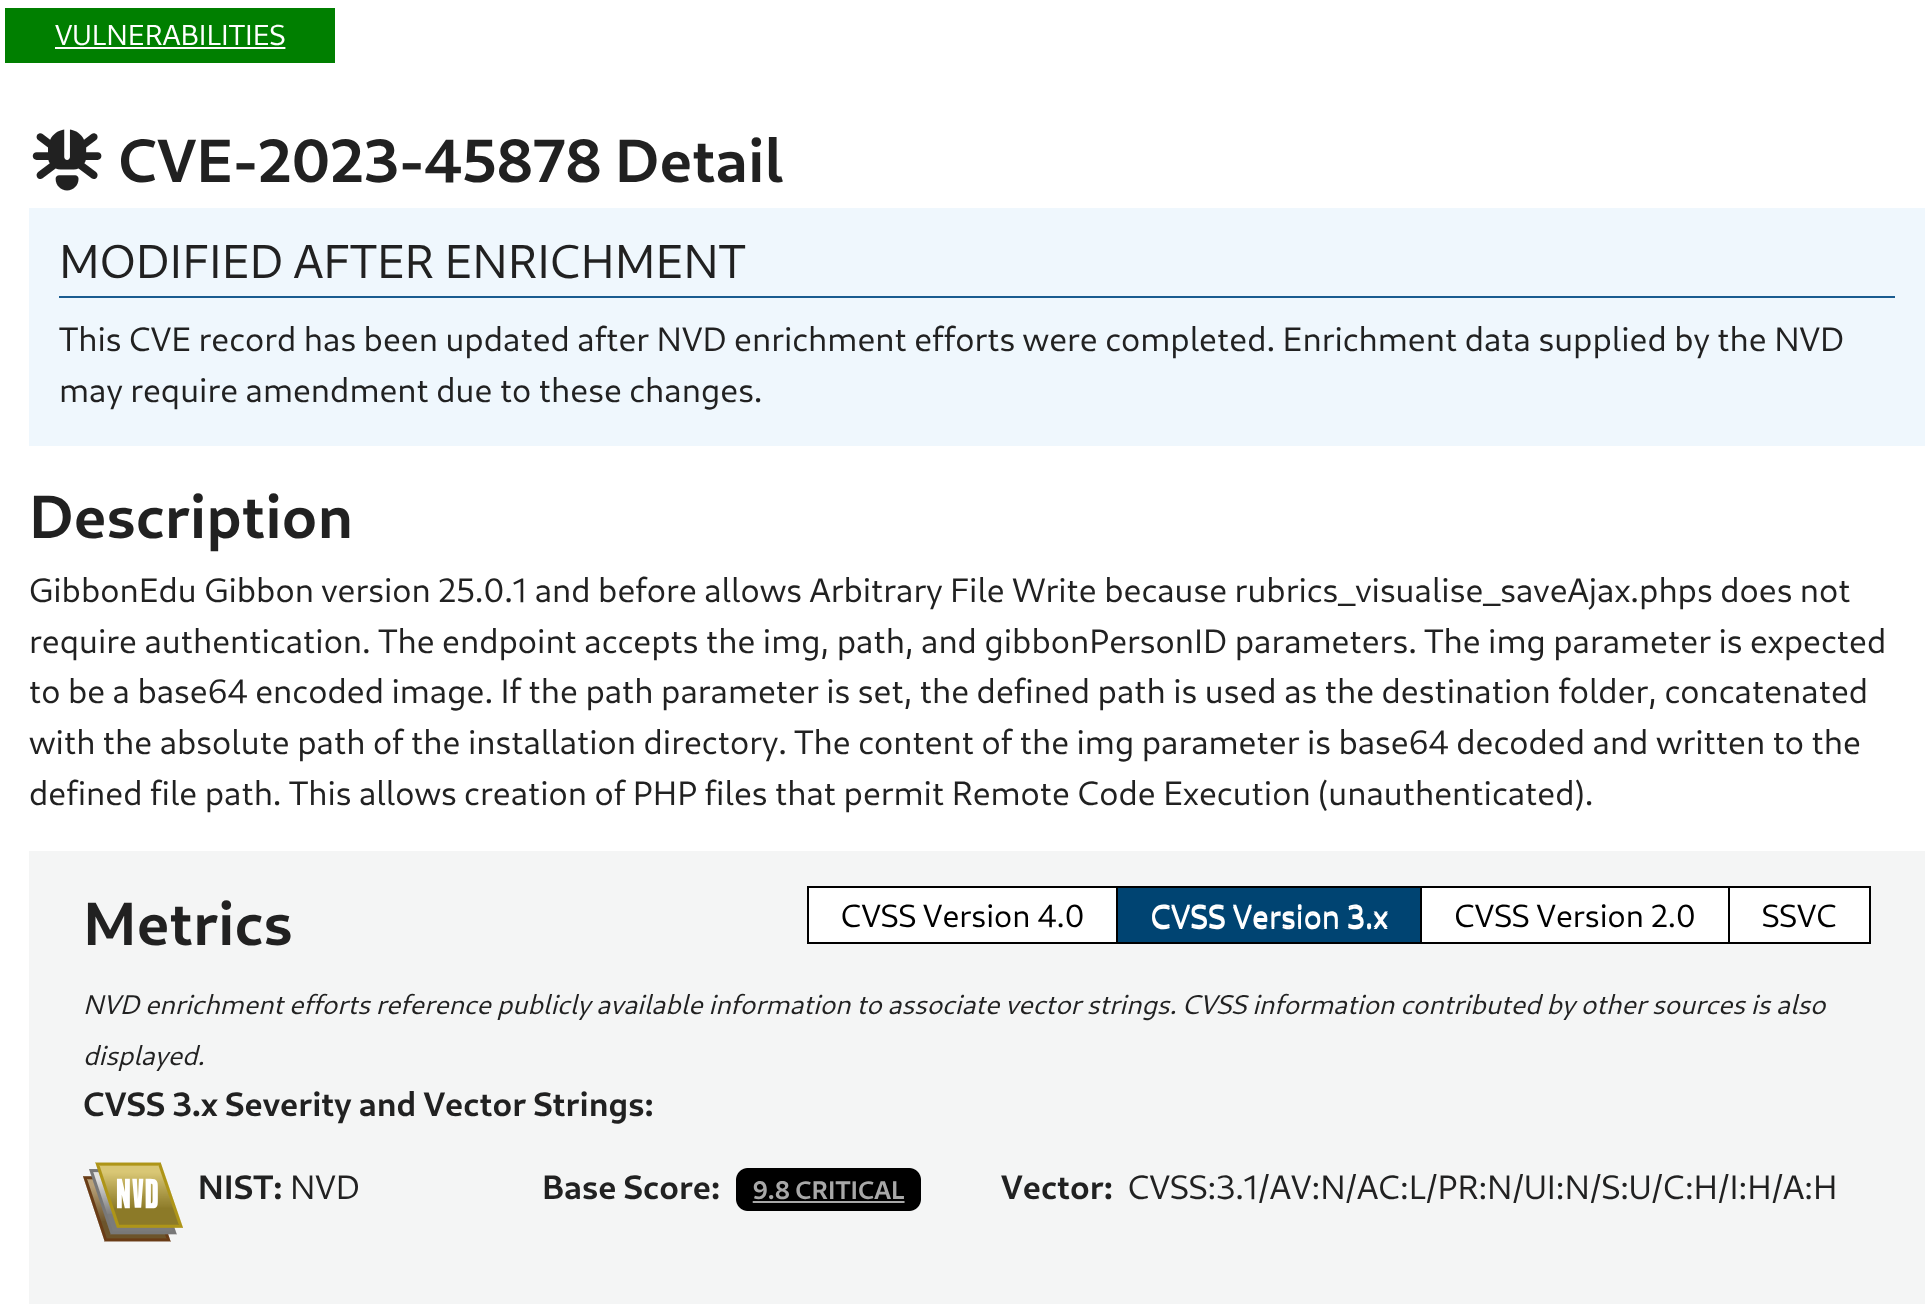 VULNERABILITIES
CVE-2023-45878 Detail
MODIFIED AFTER ENRICHMENT
This CVE record has been updated after NVD enrichment efforts were completed. Enrichment data supplied by the NVD
may require amendment due to these changes.
Description
GibbonEdu Gibbon version 25.0.1 and before allows Arbitrary File Write because rubrics_visualise_saveAjax.phps does not
require authentication. The endpoint accepts the img, path, and gibbonPersonID parameters. The img parameter is expected
to be a base64 encoded image. If the path parameter is set, the defined path is used as the destination folder, concatenated
with the absolute path of the installation directory. The content of the img parameter is base64 decoded and written to the
defined file path. This allows creation of PHP files that permit Remote Code Execution (unauthenticated).
Metrics
CVSS Version 4.0 CVSS Version 3.x CVSS Version 2.0 SSVC
NVD enrichment efforts reference publicly available information to associate vector strings. CVSS information contributed by other sources is also
displayed.
CVSS 3.x Severity and Vector Strings:
NVD NIST: NVD Base Score: 9.8 CRITICAL Vector: CVSS:3.1/AV:N/AC:L/PR:N/UI:N/S:U/C:H/I:H/A:H